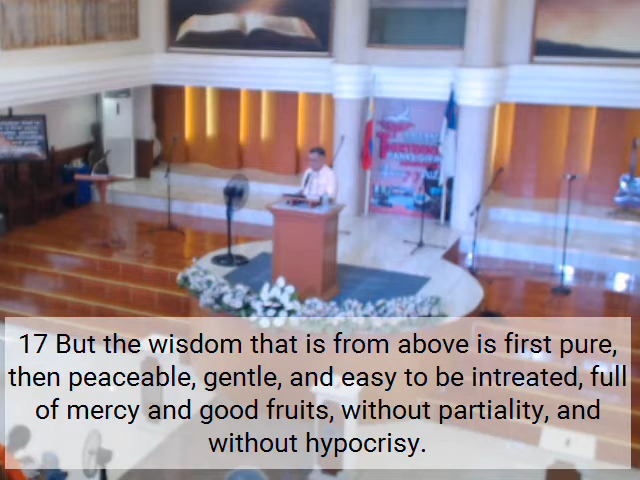 17 But the wisdom that is from above is first pure,
then peaceable, gentle, and easy to be intreated, full
of mercy and good fruits, without partiality, and
without hypocrisy.